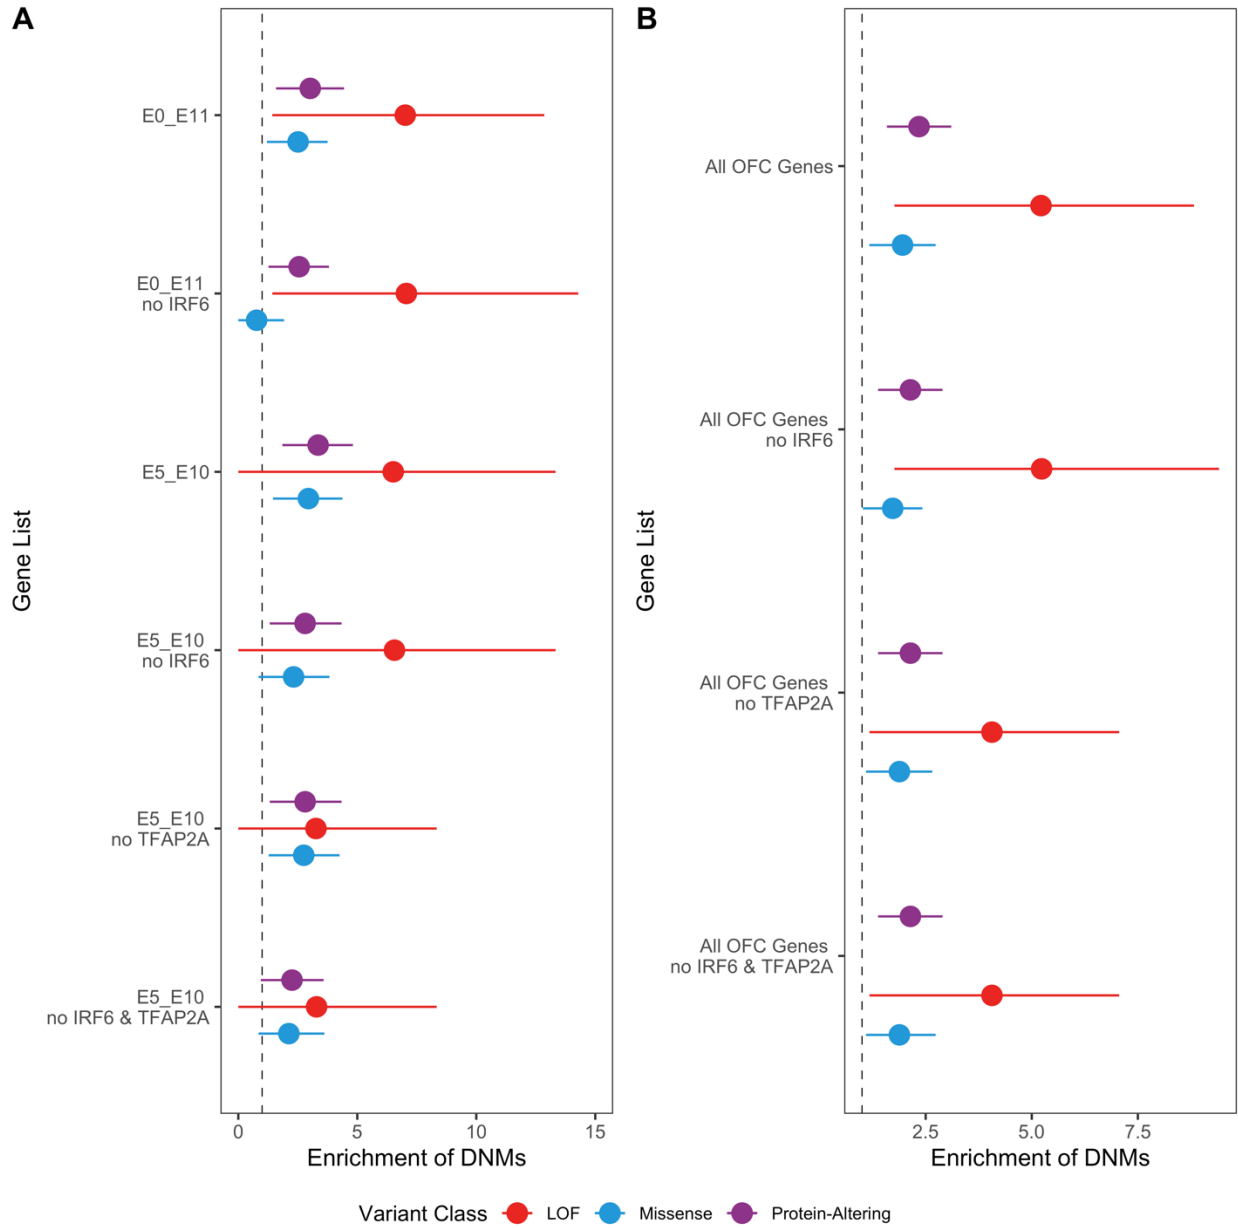 A
B
Gene List
E0_E11
E0_E11
no IRF6
E5_E10
E5_E10
no IRF6
E5_E10
no TFAP2A
E5_E10
no IRF6 & TFAP2A
0
5
10
15
Enrichment of DNMs
Gene List
All OFC Genes
All OFC Genes
no IRF6
All OFC Genes
no TFAP2A
All OFC Genes
no IRF6 & TFAP2A
2.5
5.0
7.5
Enrichment of DNMs
Variant Class
LOF
Missense
Protein-Altering